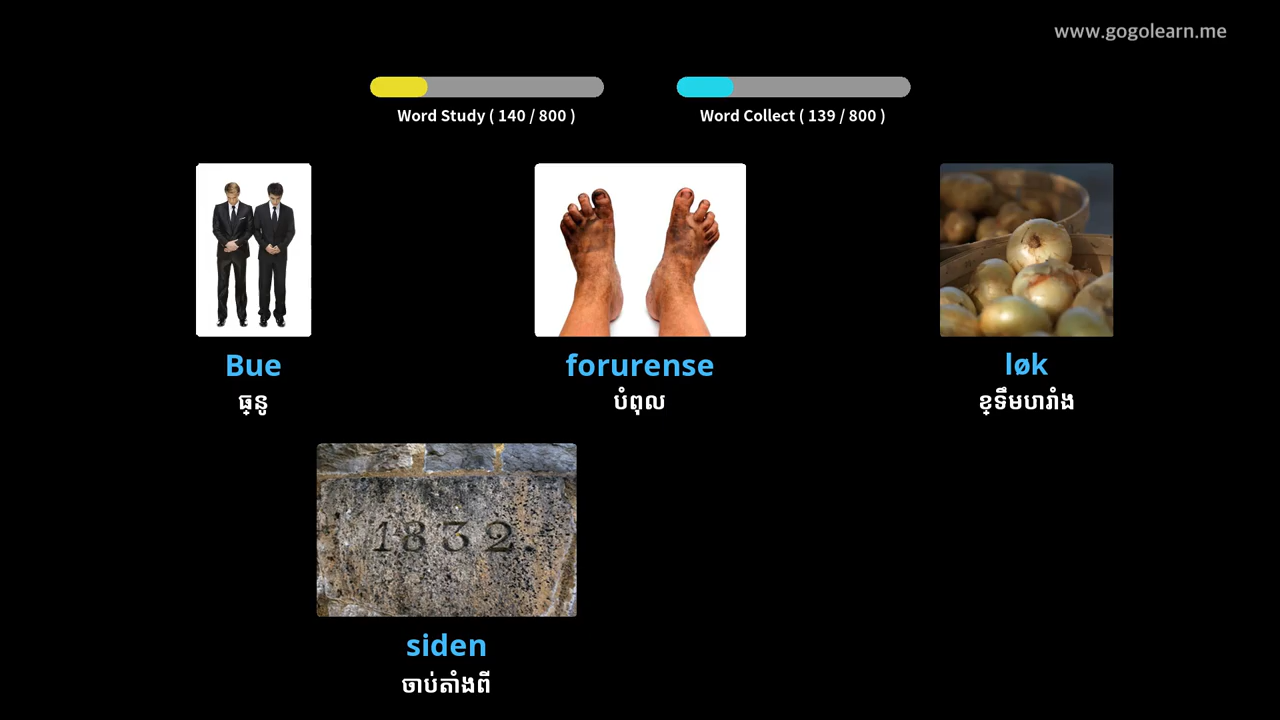 www.gogolearn.me
Word Study ( 140 / 800 )
Word Collect ( 139 / 800 )
Bue
ធ្នូ
forurense
បំពុល
løk
ខ្ទឹមបារាំង
1832
siden
ចាប់តាំងពី